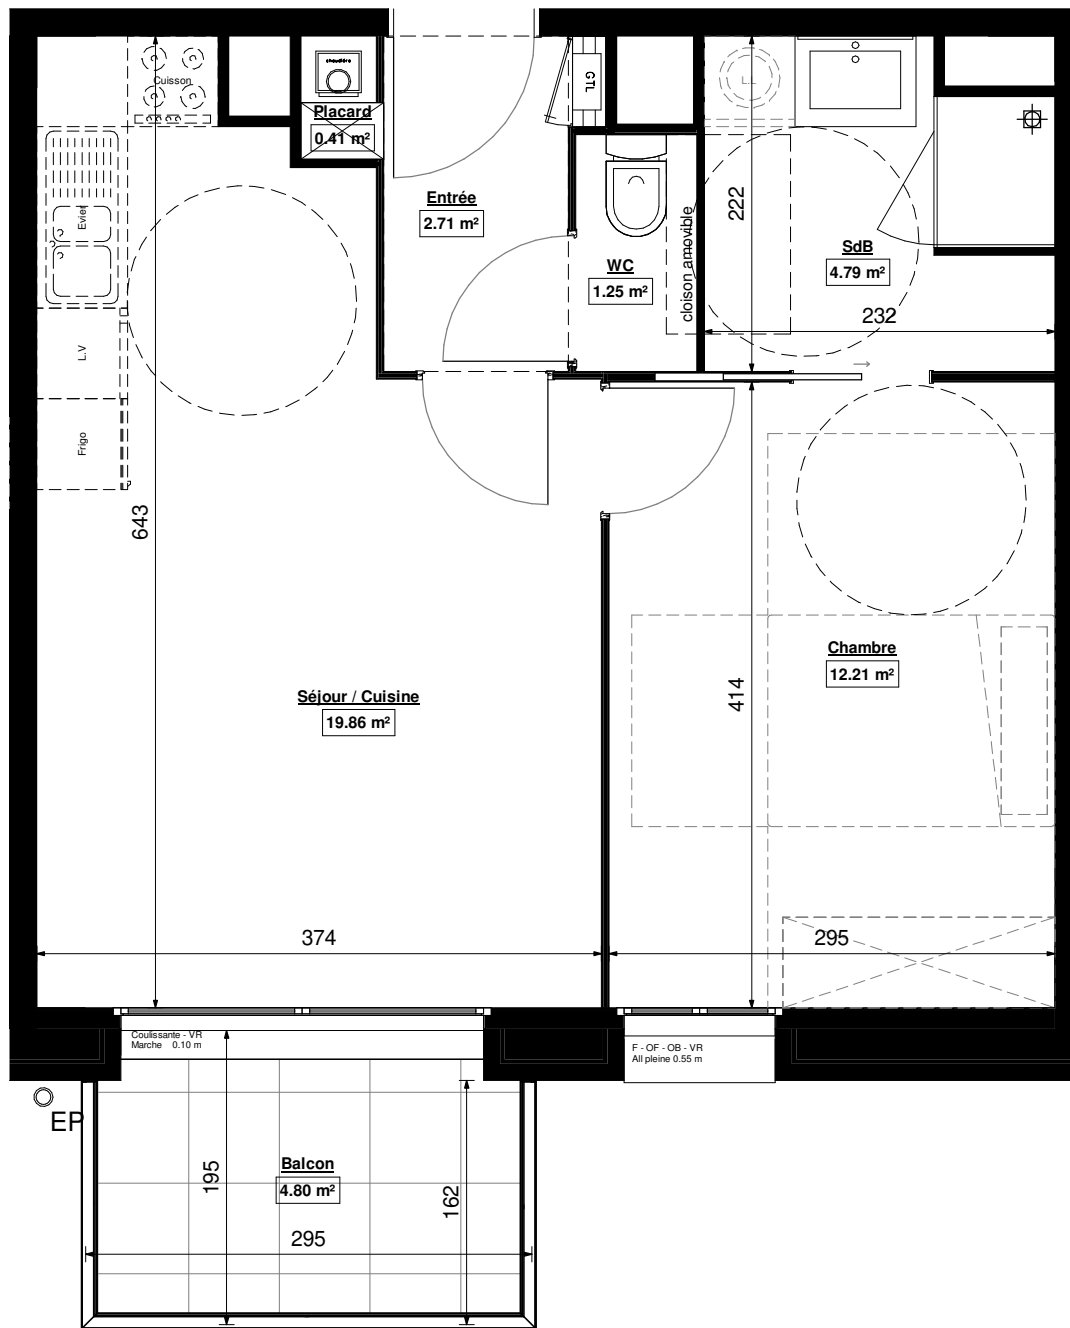 Cuisson
chaudière
Placard
0.41 m²
GTL
LL
Entrée
2.71 m²
Evier
WC
1.25 m²
cloison amovible
222
SdB
4.79 m²
232
L.V
Frigo
643
Séjour / Cuisine
19.86 m²
Chambre
12.21 m²
414
374
295
Coulissante - VR
Marche 0.10 m
F - OF - OB - VR
All pleine 0.55 m
EP
Balcon
4.80 m²
195
162
295